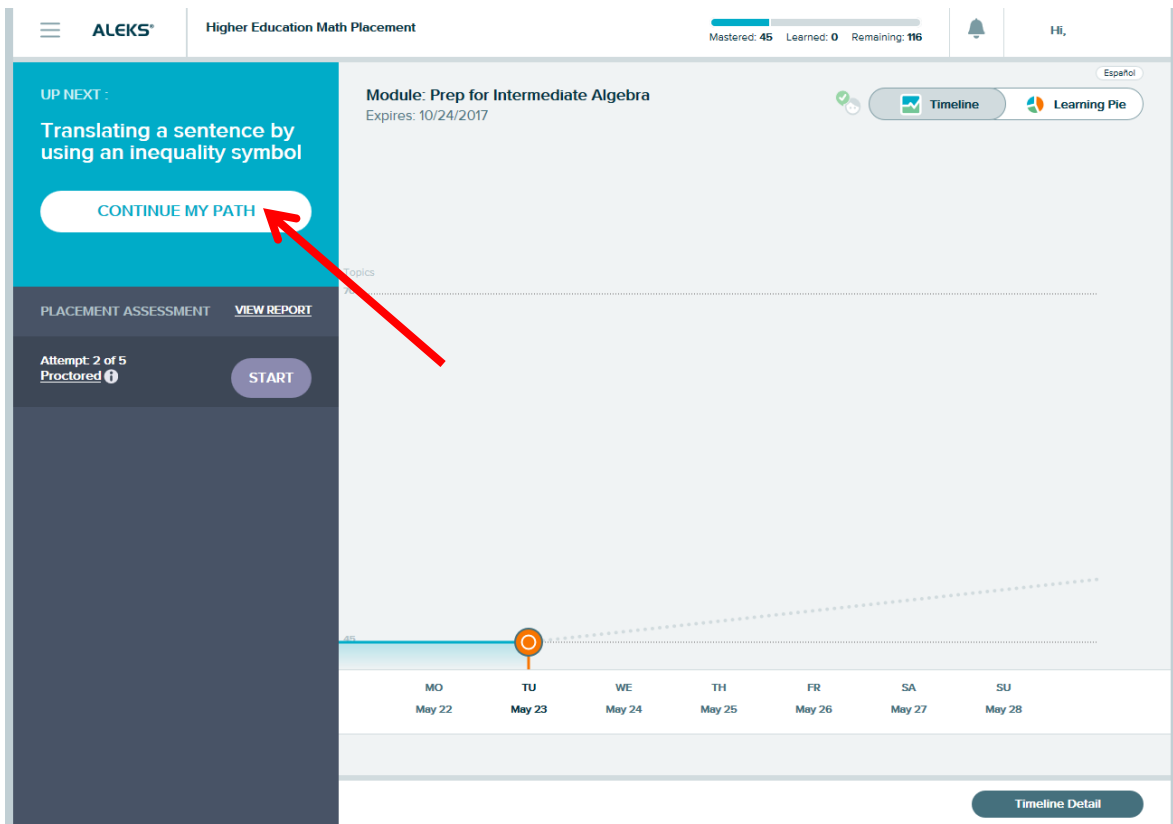 ALEKS®
Higher Education Math Placement
Mastered: 45 Learned: 0 Remaining: 116
Hi,
Español
UP NEXT :
Translating a sentence by
using an inequality symbol
CONTINUE MY PATH
PLACEMENT ASSESSMENT VIEW REPORT
Attempt: 2 of 5
Proctored
START
Module: Prep for Intermediate Algebra
Expires: 10/24/2017
Timeline
Learning Pie
Topics
45
MO TU WE TH FR SA SU
May 22 May 23 May 24 May 25 May 26 May 27 May 28
Timeline Detail